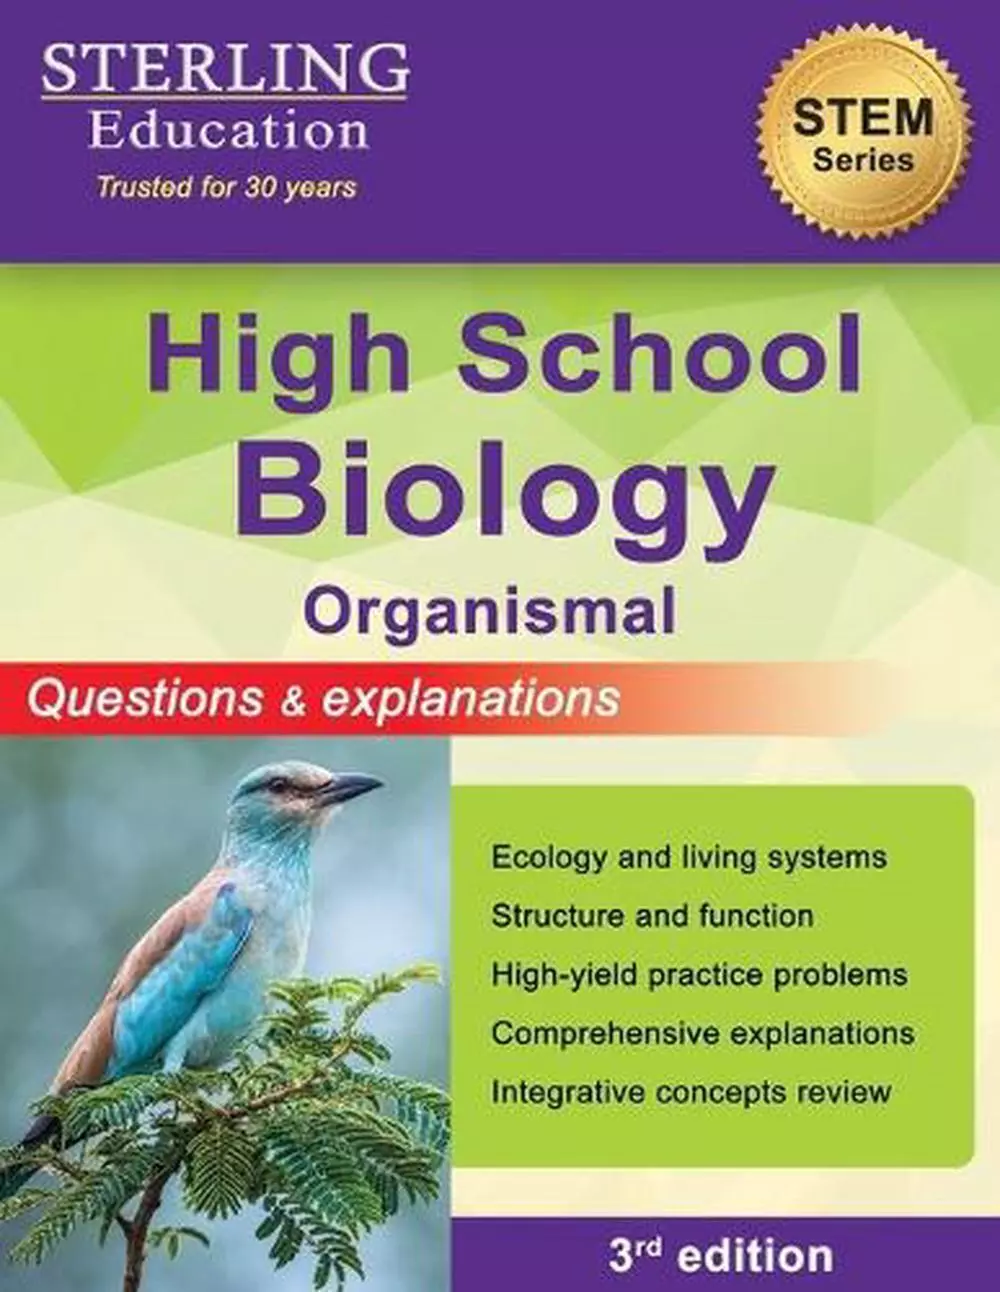 STERLING
Education
Trusted for 30 years
STEM
Series
High School
Biology
Organismal
Questions & explanations
Ecology and living systems
Structure and function
High-yield practice problems
Comprehensive explanations
Integrative concepts review
3rd edition